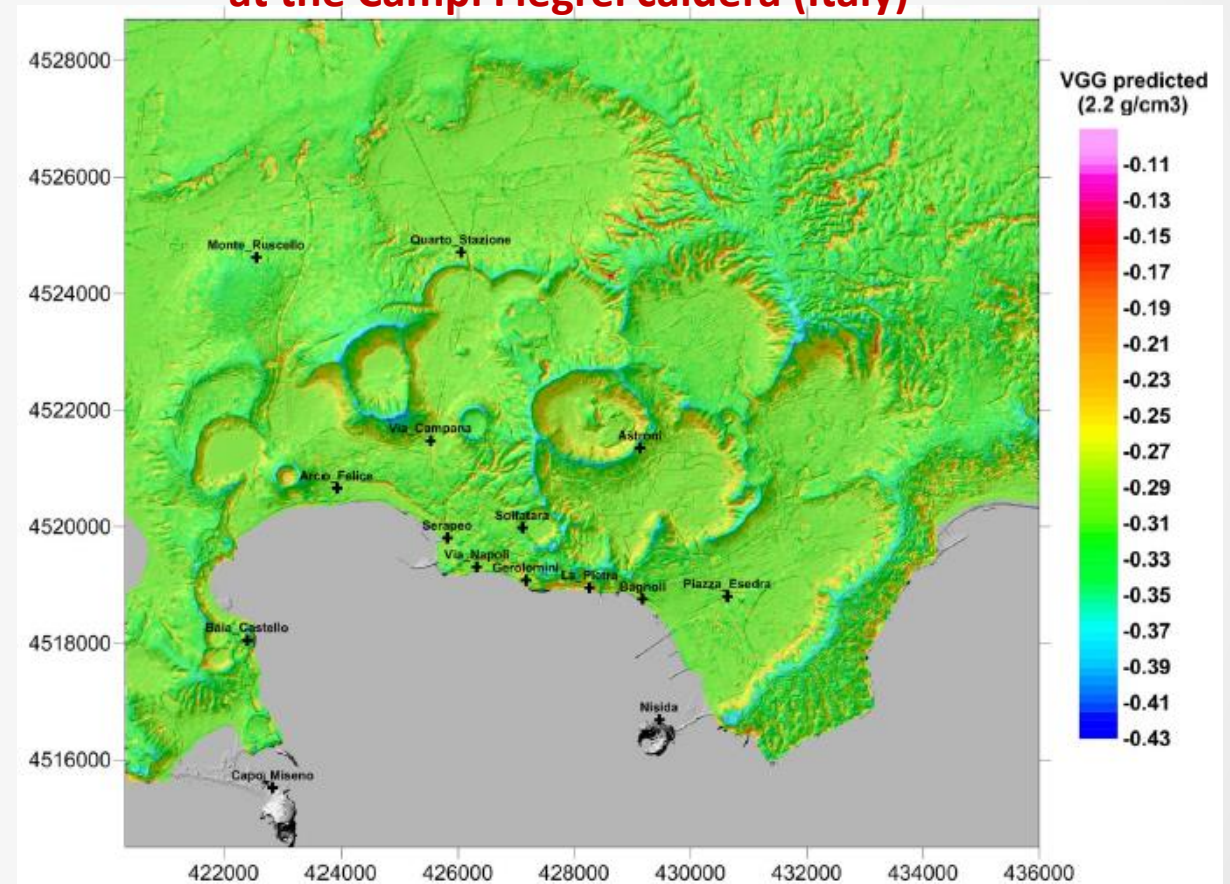 at the Campi Flegrei caldera (Italy)
VGG predicted
(2.2 g/cm3)
-0.11
-0.13
-0.15
-0.17
-0.19
-0.21
-0.23
-0.25
-0.27
-0.29
-0.31
-0.33
-0.35
-0.37
-0.39
-0.41
-0.43
4528000
4526000
4524000
4522000
4520000
4518000
4516000
Monte_Ruscello
Quarto_Stazione
Via_Campana
Astroni
Arco_Felice
Solfatara
Serapeo
Via_Napoli
Gerolomini
La_Pietra
Bagnoli
Piazza_Esedra
Baia_Castello
Nisida
Capo_Miseno
422000
424000
426000
428000
430000
432000
434000
436000